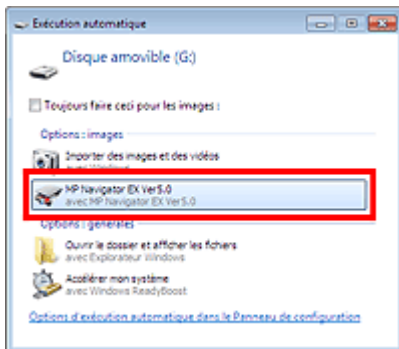 Exécution automatique
Disque amovible (G:)
Toujours faire ceci pour les images :
Options : images
Importer des images et des vidéos
avec Windows
MP Navigator EX Ver5.0
avec MP Navigator EX Ver5.0
Options : générales
Ouvrir le dossier et afficher les fichiers
avec Explorateur Windows
Accélérer mon système
avec Windows ReadyBoost
Options d'exécution automatique dans le Panneau de configuration